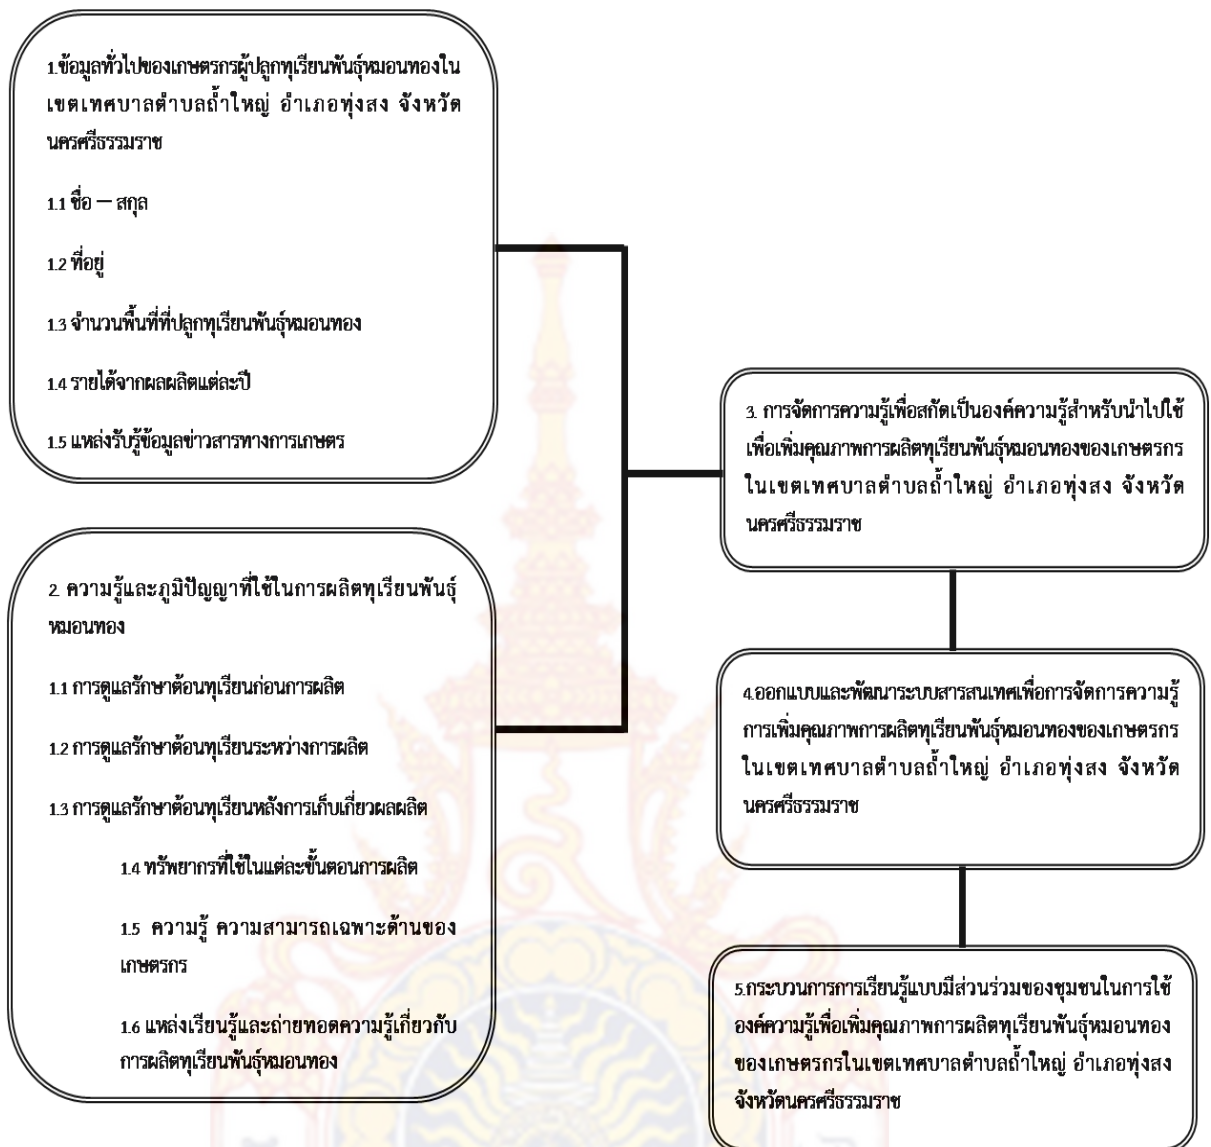 1.ข้อมูลทั่วไปของเกษตรกรผู้ปลูกทุเรียนพันธุ์หมอนทองใน
เขตเทศบาลตำบลถ้ำใหญ่ อำเภอทุ่งสง จังหวัด
นครศรีธรรมราช
1.1 ชื่อ – สกุล
1.2 ที่อยู่
1.3 จำนวนพื้นที่ที่ปลูกทุเรียนพันธุ์หมอนทอง
1.4 รายได้จากผลผลิตแต่ละปี
1.5 แหล่งรับรู้ข้อมูลข่าวสารทางการเกษตร
2. ความรู้และภูมิปัญญาที่ใช้ในการผลิตทุเรียนพันธุ์
หมอนทอง
1.1 การดูแลรักษาต้อนทุเรียนก่อนการผลิต
1.2 การดูแลรักษาต้อนทุเรียนระหว่างการผลิต
1.3 การดูแลรักษาต้อนทุเรียนหลังการเก็บเกี่ยวผลผลิต
1.4 ทรัพยากรที่ใช้ในแต่ละขั้นตอนการผลิต
1.5 ความรู้ ความสามารถเฉพาะด้านของ
เกษตรกร
1.6 แหล่งเรียนรู้และถ่ายทอดความรู้เกี่ยวกับ
การผลิตทุเรียนพันธุ์หมอนทอง
3. การจัดการความรู้เพื่อสกัดเป็นองค์ความรู้สำหรับนำไปใช้
เพื่อเพิ่มคุณภาพการผลิตทุเรียนพันธุ์หมอนทองของเกษตรกร
ในเขตเทศบาลตำบลถ้ำใหญ่ อำเภอทุ่งสง จังหวัด
นครศรีธรรมราช
4.ออกแบบและพัฒนาระบบสารสนเทศเพื่อการจัดการความรู้
การเพิ่มคุณภาพการผลิตทุเรียนพันธุ์หมอนทองของเกษตรกร
ในเขตเทศบาลตำบลถ้ำใหญ่ อำเภอทุ่งสง จังหวัด
นครศรีธรรมราช
5.กระบวนการการเรียนรู้แบบมีส่วนร่วมของชุมชนในการใช้
องค์ความรู้เพื่อเพิ่มคุณภาพการผลิตทุเรียนพันธุ์หมอนทอง
ของเกษตรกรในเขตเทศบาลตำบลถ้ำใหญ่ อำเภอทุ่งสง
จังหวัดนครศรีธรรมราช